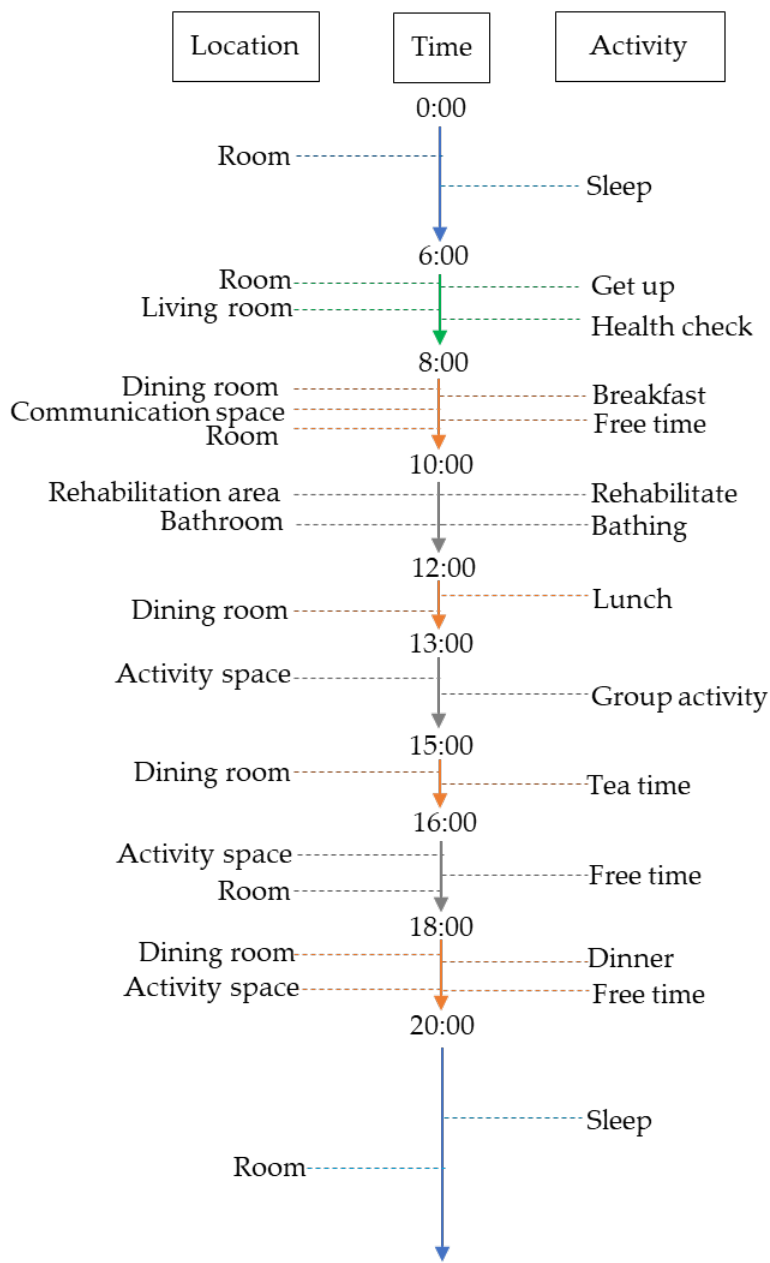 Location Time Activity
0:00
Room
Sleep
6:00
Room
Get up
Living room
Health check
8:00
Dining room
Breakfast
Communication space
Free time
Room
10:00
Rehabilitation area
Rehabilitate
Bathroom
Bathing
12:00
Lunch
Dining room
13:00
Activity space
Group activity
15:00
Dining room
Tea time
16:00
Activity space
Free time
Room
18:00
Dining room
Dinner
Activity space
Free time
20:00
Sleep
Room